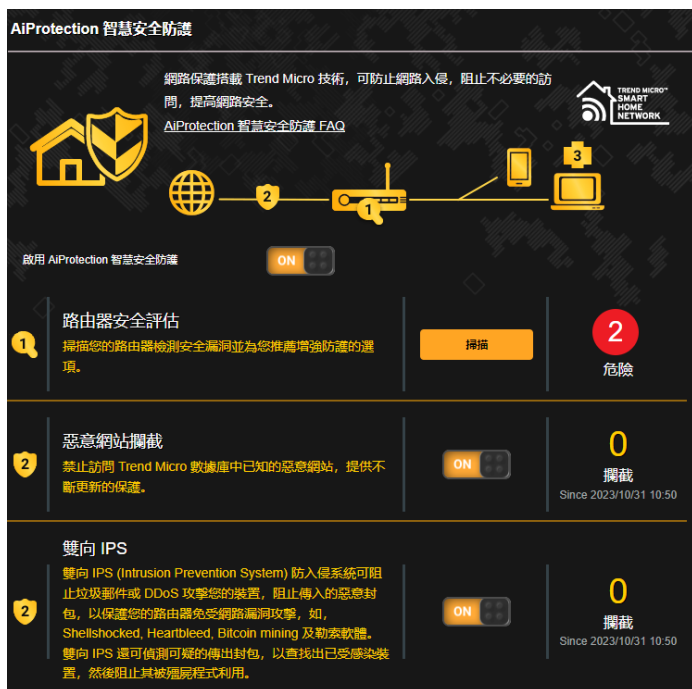 AiProtection 智慧安全防護
網路保護搭載 Trend Micro 技術，可防止網路入侵，阻止不必要的訪
問，提高網路安全。
AiProtection 智慧安全防護 FAQ
TREND MICRO™
SMART
HOME
NETWORK
3
2
1
啟用 AiProtection 智慧安全防護
ON
1
路由器安全評估
掃描您的路由器檢測安全漏洞並為您推薦增強防護的選
項。
掃描
2
危險
2
惡意網站攔截
禁止訪問 Trend Micro 數據庫中已知的惡意網站，提供不
斷更新的保護。
ON
0
攔截
Since 2023/10/31 10:50
2
雙向 IPS
雙向 IPS (Intrusion Prevention System) 防入侵系統可阻
止垃圾郵件或 DDoS 攻擊您的裝置，阻止傳入的惡意封
包，以保護您的路由器免受網路漏洞攻擊，如，
Shellshocked, Heartbleed, Bitcoin mining 及勒索軟體。
雙向 IPS 還可偵測可疑的傳出封包，以查找出已受感染裝
置，然後阻止其被殭屍程式利用。
ON
0
攔截
Since 2023/10/31 10:50